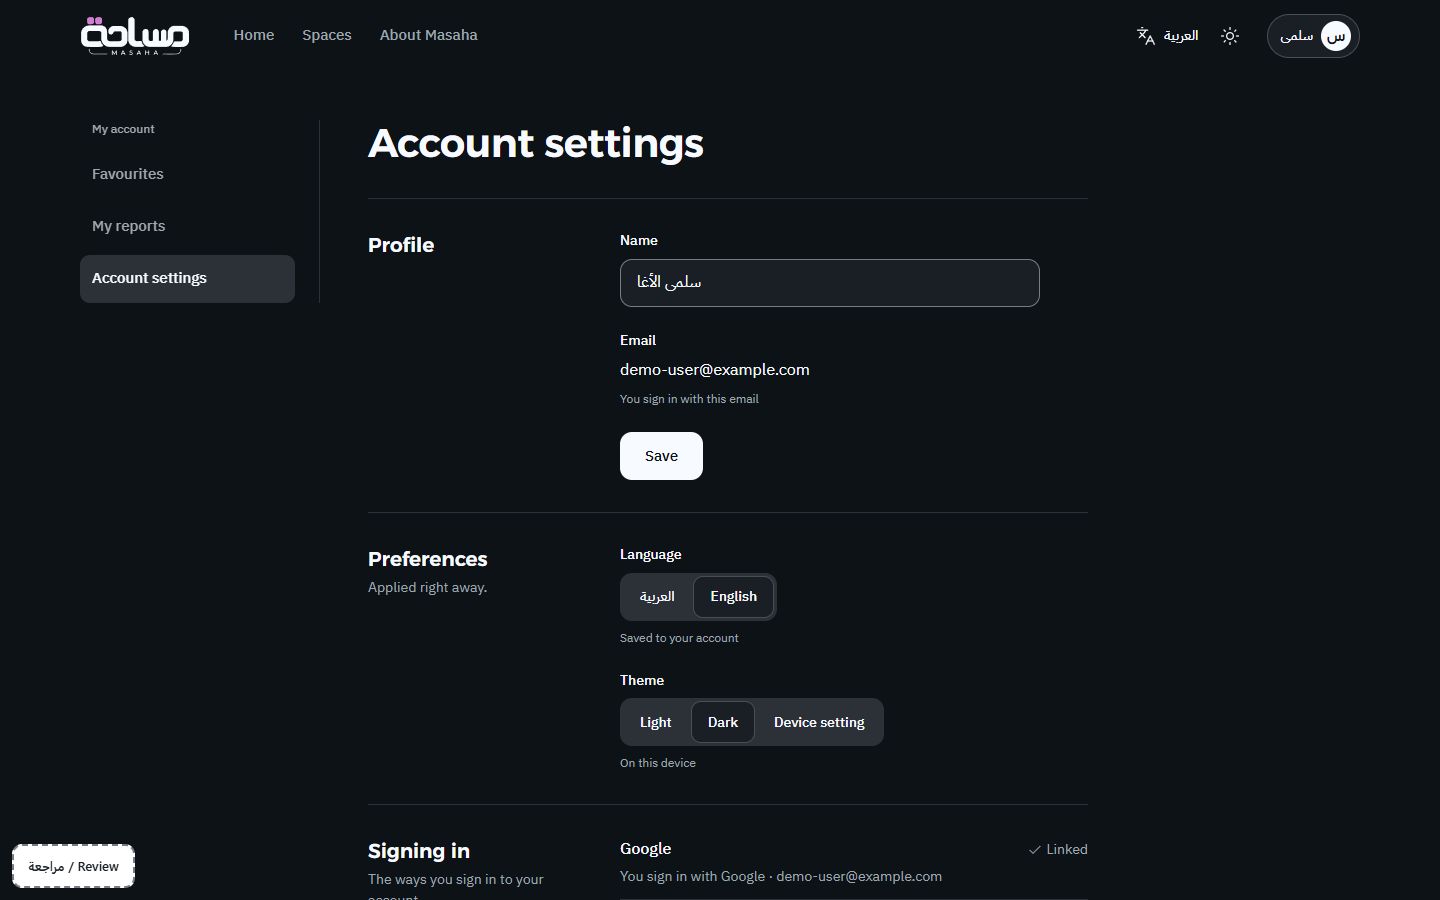 مساحة
MASAHA
Home
Spaces
About Masaha
العربية
سلمى
س
My account
Favourites
My reports
Account settings
Account settings
Profile
Name
سلمى الأغا
Email
demo-user@example.com
You sign in with this email
Save
Preferences
Applied right away.
Language
العربية
English
Saved to your account
Theme
Light
Dark
Device setting
On this device
Signing in
The ways you sign in to your
account.
Google
Linked
You sign in with Google · demo-user@example.com
مراجعة / Review